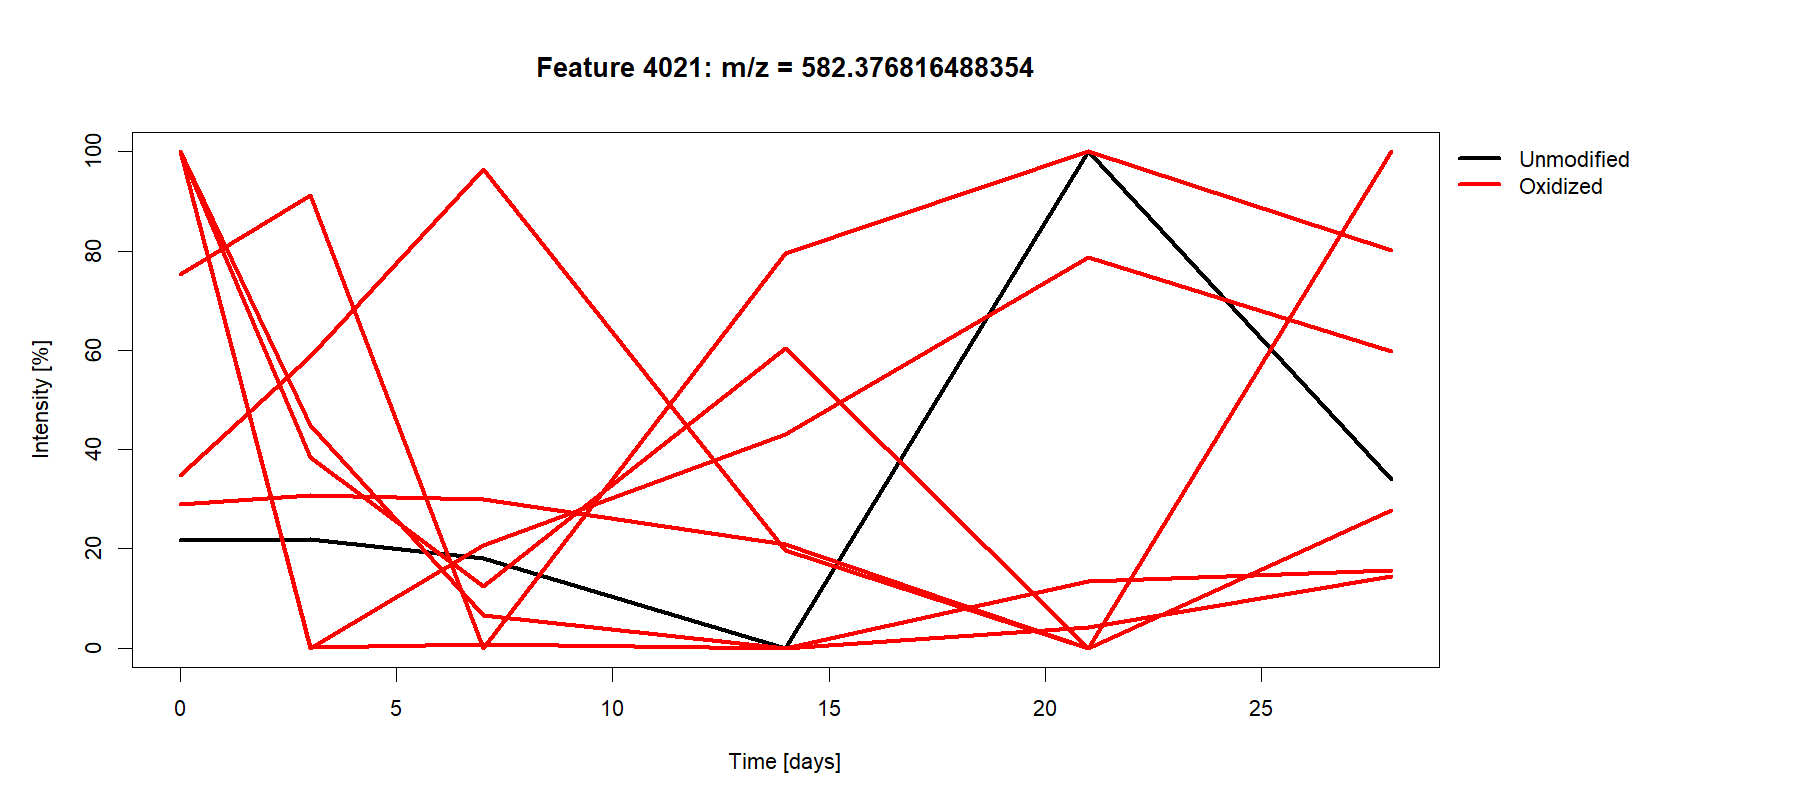 Feature 4021: m/z = 582.376816488354
Unmodified
Oxidized
Intensity [%]
100
80
60
40
20
0
0 5 10 15 20 25
Time [days]